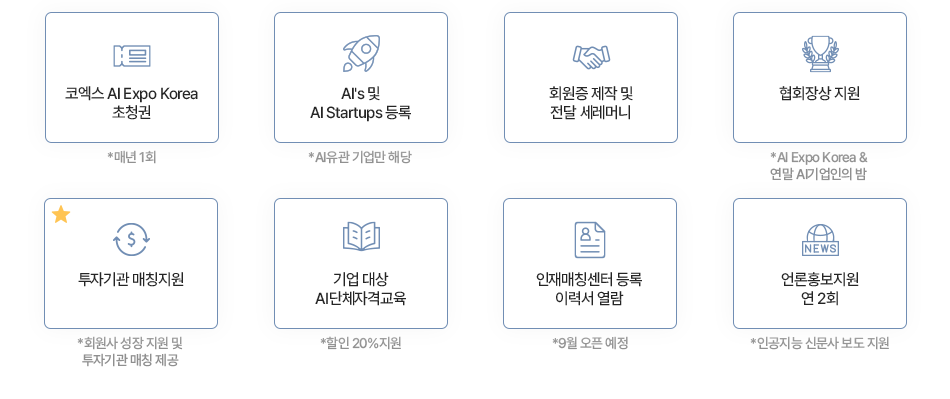 코엑스 AI Expo Korea
초청권
*매년 1회
AI's 및
AI Startups 등록
*AI유관 기업만 해당
회원증 제작 및
전달 세레머니
협회장상 지원
*AI Expo Korea &
연말 AI기업인의 밤
투자기관 매칭지원
*회원사 성장 지원 및
투자기관 매칭 제공
기업 대상
AI단체자격교육
*할인 20%지원
인재매칭센터 등록
이력서 열람
*9월 오픈 예정
NEWS
언론홍보지원
연 2회
*인공지능 신문사 보도 지원